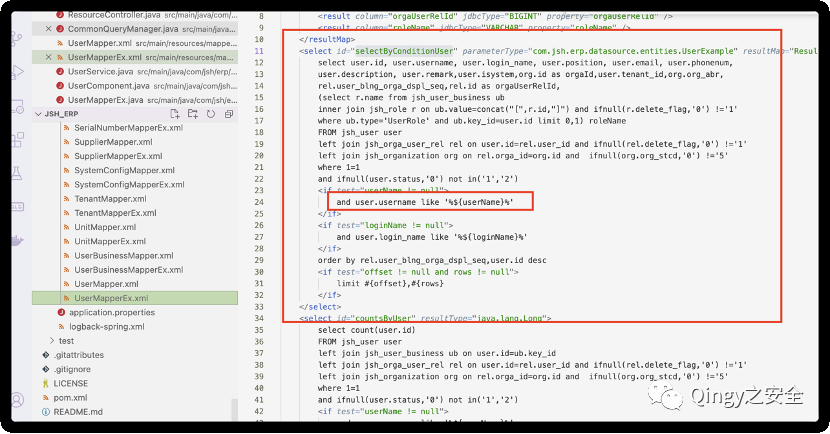 ResourceController.java src/main/java/com/
CommonQueryManager.java src/main/java
UserMapper.xml src/main/resources/mappe..
UserMapperEx.xml src/main/resources/ma..
UserService.java src/main/java/com/jsh/erp/..
UserComponent.java src/main/java/com/jsh/..
UserMapperEx.java src/main/java/com/jsh/e..
JSH_ERP
SerialNumberMapperEx.xml
SupplierMapper.xml
SupplierMapperEx.xml
SystemConfigMapper.xml
SystemConfigMapperEx.xml
TenantMapper.xml
TenantMapperEx.xml
UnitMapper.xml
UnitMapperEx.xml
UserBusinessMapper.xml
UserBusinessMapperEx.xml
UserMapper.xml
UserMapperEx.xml
application.properties
logback-spring.xml
test
.gitattributes
.gitignore
LICENSE
pom.xml
README.md
8 <result column="orgaUserRelId" jdbcType="BIGINT" property="orgaUserRelId" />
9 <result column="roleName" jdbcType="VARCHAR" property="roleName" />
10 </resultMap>
11 <select id="selectByConditionUser" parameterType="com.jsh.erp.datasource.entities.UserExample" resultMap="Resul
12 select user.id, user.username, user.login_name, user.position, user.email, user.phonenum,
13 user.description, user.remark,user.isystem,org.id as orgaId,user.tenant_id,org.org_abr,
14 rel.user_blng_orga_dspl_seq,rel.id as orgaUserRelId,
15 (select r.name from jsh_user_business ub
16 inner join jsh_role r on ub.value=concat("[",r.id,"]") and ifnull(r.delete_flag,'0') !='1'
17 where ub.type='UserRole' and ub.key_id=user.id limit 0,1) roleName
18 FROM jsh_user user
19 left join jsh_orga_user_rel rel on user.id=rel.user_id and ifnull(rel.delete_flag,'0') !='1'
20 left join jsh_organization org on rel.orga_id=org.id and ifnull(org.org_stcd,'0') !='5'
21 where 1=1
22 and ifnull(user.status,'0') not in('1','2')
23 <if test="userName != null">
24 and user.username like '%${userName}%'
25 </if>
26 <if test="loginName != null">
27 and user.login_name like '%${loginName}%'
28 </if>
29 order by rel.user_blng_orga_dspl_seq,user.id desc
30 <if test="offset != null and rows != null">
31 limit #{offset},#{rows}
32 </if>
33 </select>
34 <select id="countsByUser" resultType="java.lang.Long">
35 select count(user.id)
36 FROM jsh_user user
37 left join jsh_user_business ub on user.id=ub.key_id
38 left join jsh_orga_user_rel rel on user.id=rel.user_id and ifnull(rel.delete_flag,'0') !='1'
39 left join jsh_organization org on rel.orga_id=org.id and ifnull(org.org_stcd,'0') !='5'
40 where 1=1
41 and ifnull(user.status,'0') not in('1','2')
42 <if test="userName != null">
Qingy之安全